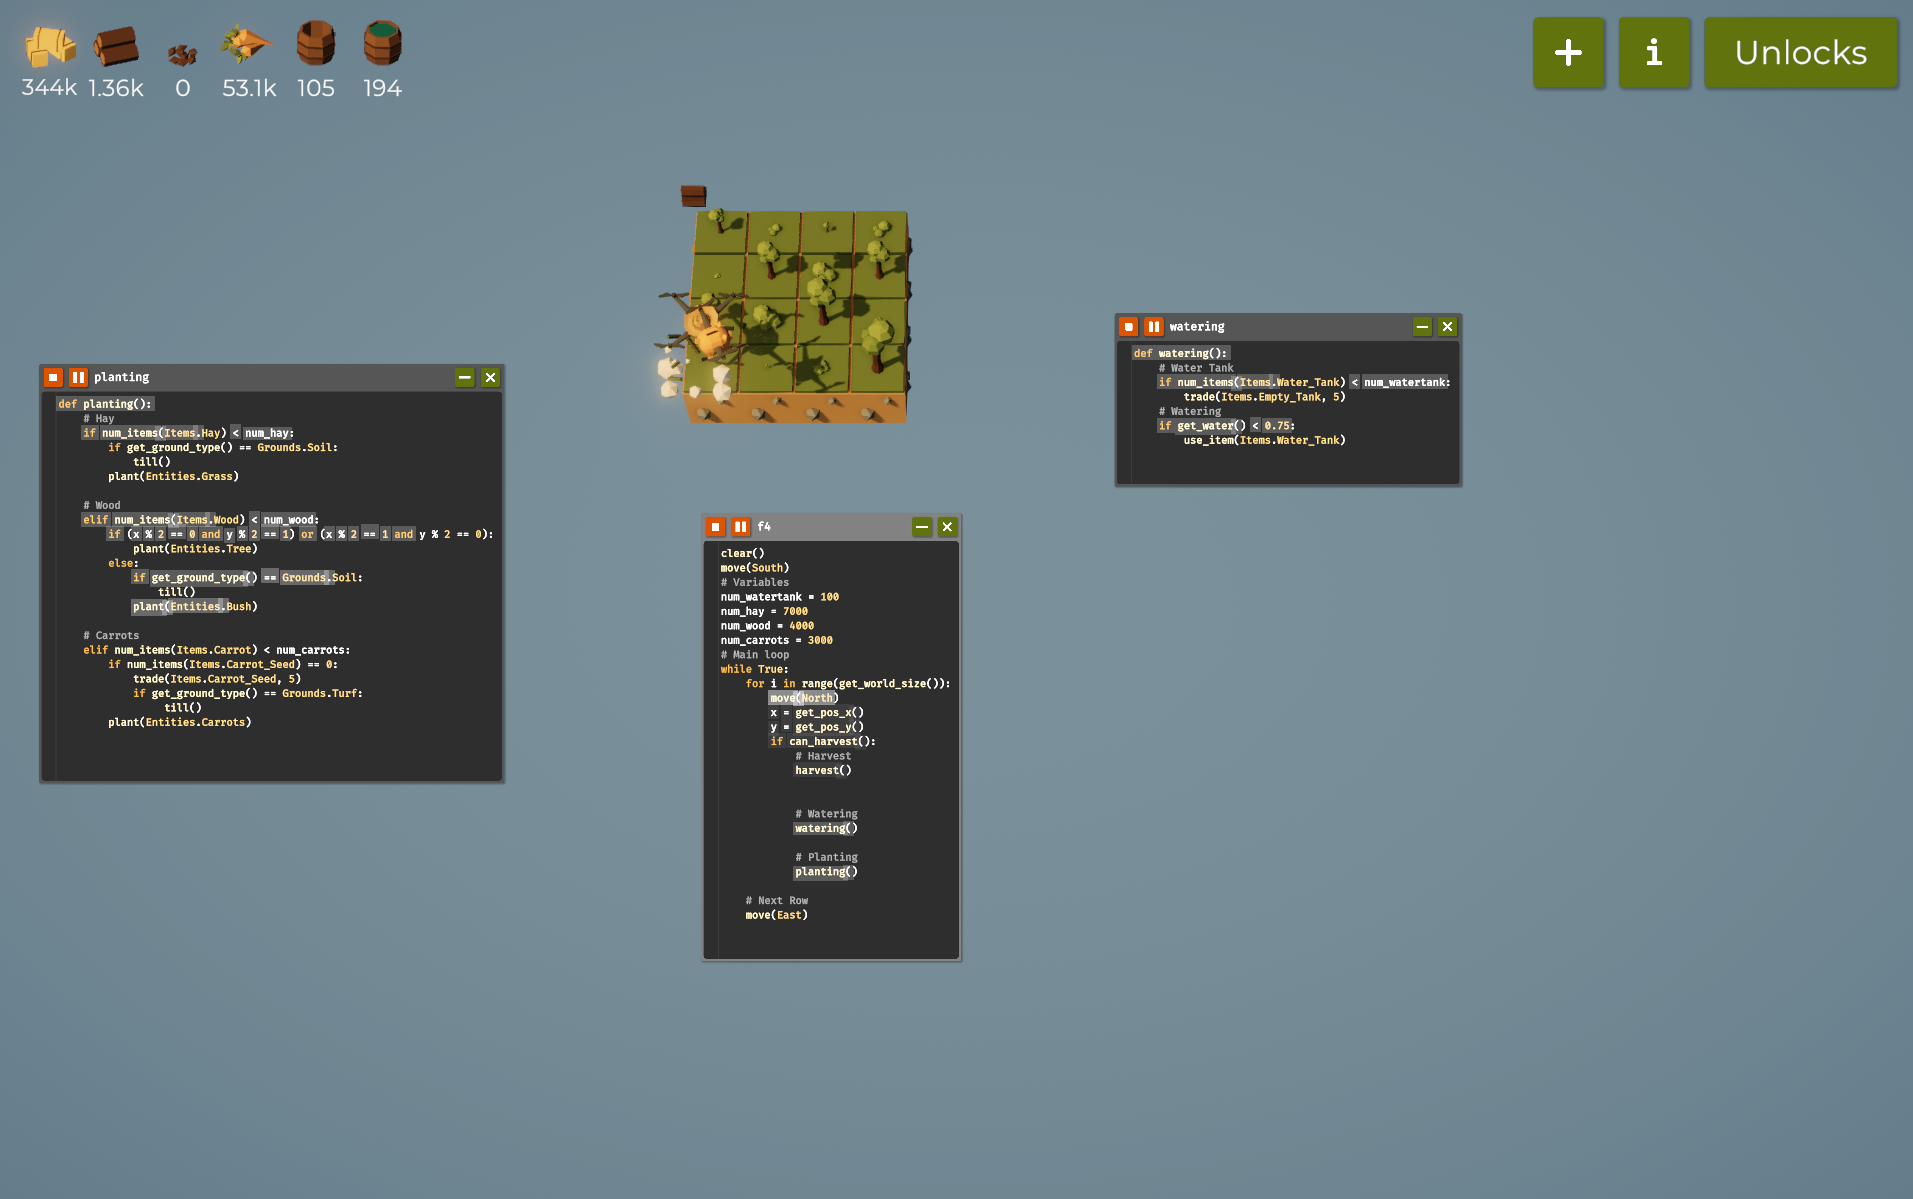 344k 1.36k 0 53.1k 105 194
+ i Unlocks
planting
def planting():
# Hay
if num_items(Items.Hay) < num_hay:
if get_ground_type() == Grounds.Soil:
till()
plant(Entities.Grass)
# Wood
elif num_items(Items.Wood) < num_wood:
if (x % 2 == 0 and y % 2 == 1) or (x % 2 == 1 and y % 2 == 0):
plant(Entities.Tree)
else:
if get_ground_type() == Grounds.Soil:
till()
plant(Entities.Bush)
# Carrots
elif num_items(Items.Carrot) < num_carrots:
if num_items(Items.Carrot_Seed) == 0:
trade(Items.Carrot_Seed, 5)
if get_ground_type() == Grounds.Turf:
till()
plant(Entities.Carrots)
f4
clear()
move(South)
# Variables
num_watertank = 100
num_hay = 7000
num_wood = 4000
num_carrots = 3000
# Main loop
while True:
for i in range(get_world_size()):
move(North)
x = get_pos_x()
y = get_pos_y()
if can_harvest():
# Harvest
harvest()
# Watering
watering()
# Planting
planting()
# Next Row
move(East)
watering
def watering():
# Water Tank
if num_items(Items.Water_Tank) < num_watertank:
trade(Items.Empty_Tank, 5)
# Watering
if get_water() < 0.75:
use_item(Items.Water_Tank)